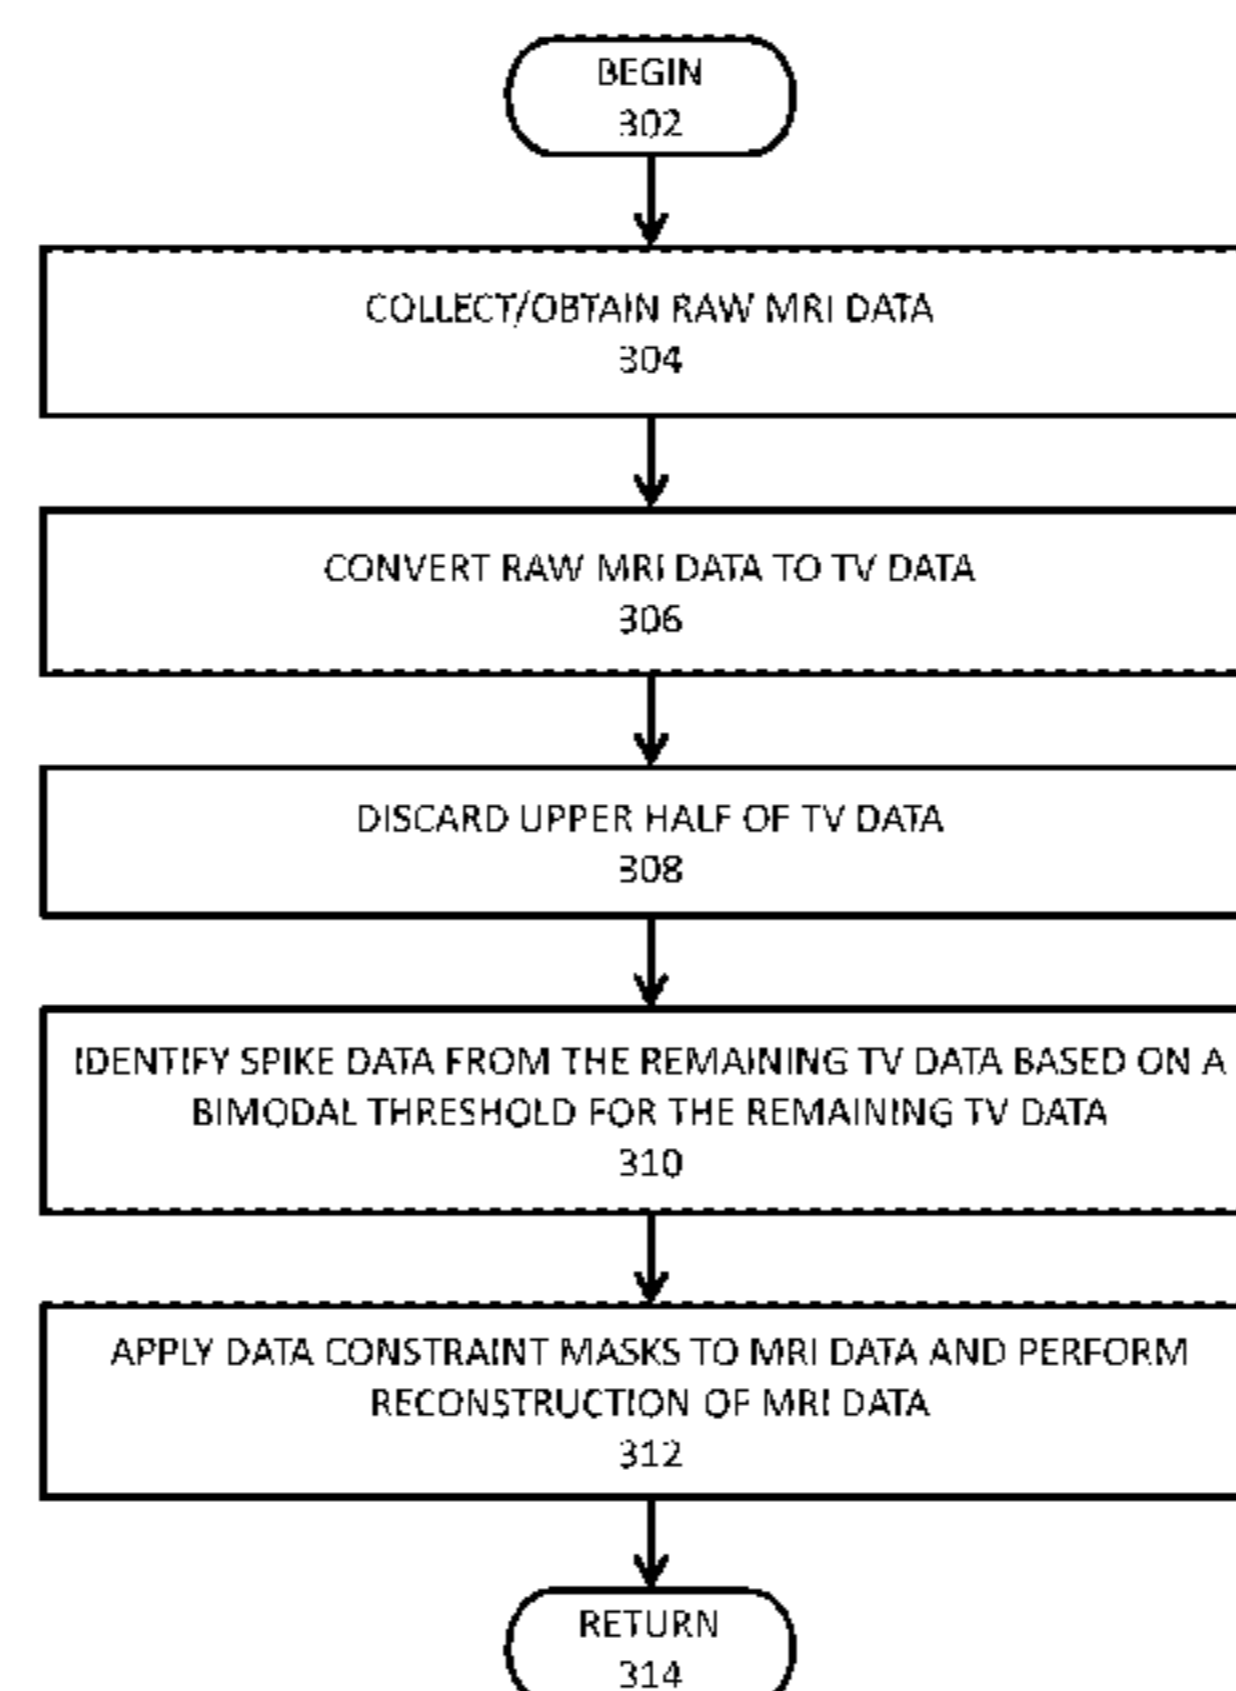 BEGIN
302
COLLECT/OBTAIN RAW MRI DATA
304
CONVERT RAW MRI DATA TO TV DATA
306
DISCARD UPPER HALF OF TV DATA
308
IDENTIFY SPIKE DATA FROM THE REMAINING TV DATA BASED ON A
BIMODAL THRESHOLD FOR THE REMAINING TV DATA
310
APPLY DATA CONSTRAINT MASKS TO MRI DATA AND PERFORM
RECONSTRUCTION OF MRI DATA
312
RETURN
314